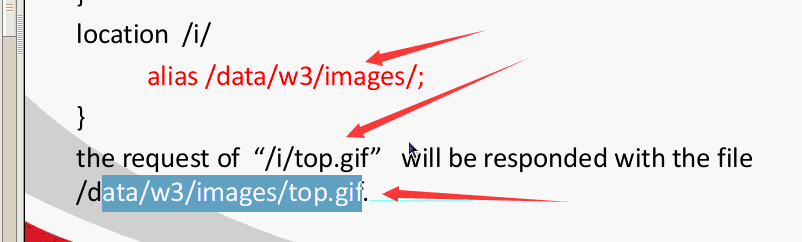 }
location /i/
alias /data/w3/images/;
}
the request of “/i/top.gif” will be responded with the file
/data/w3/images/top.gif.